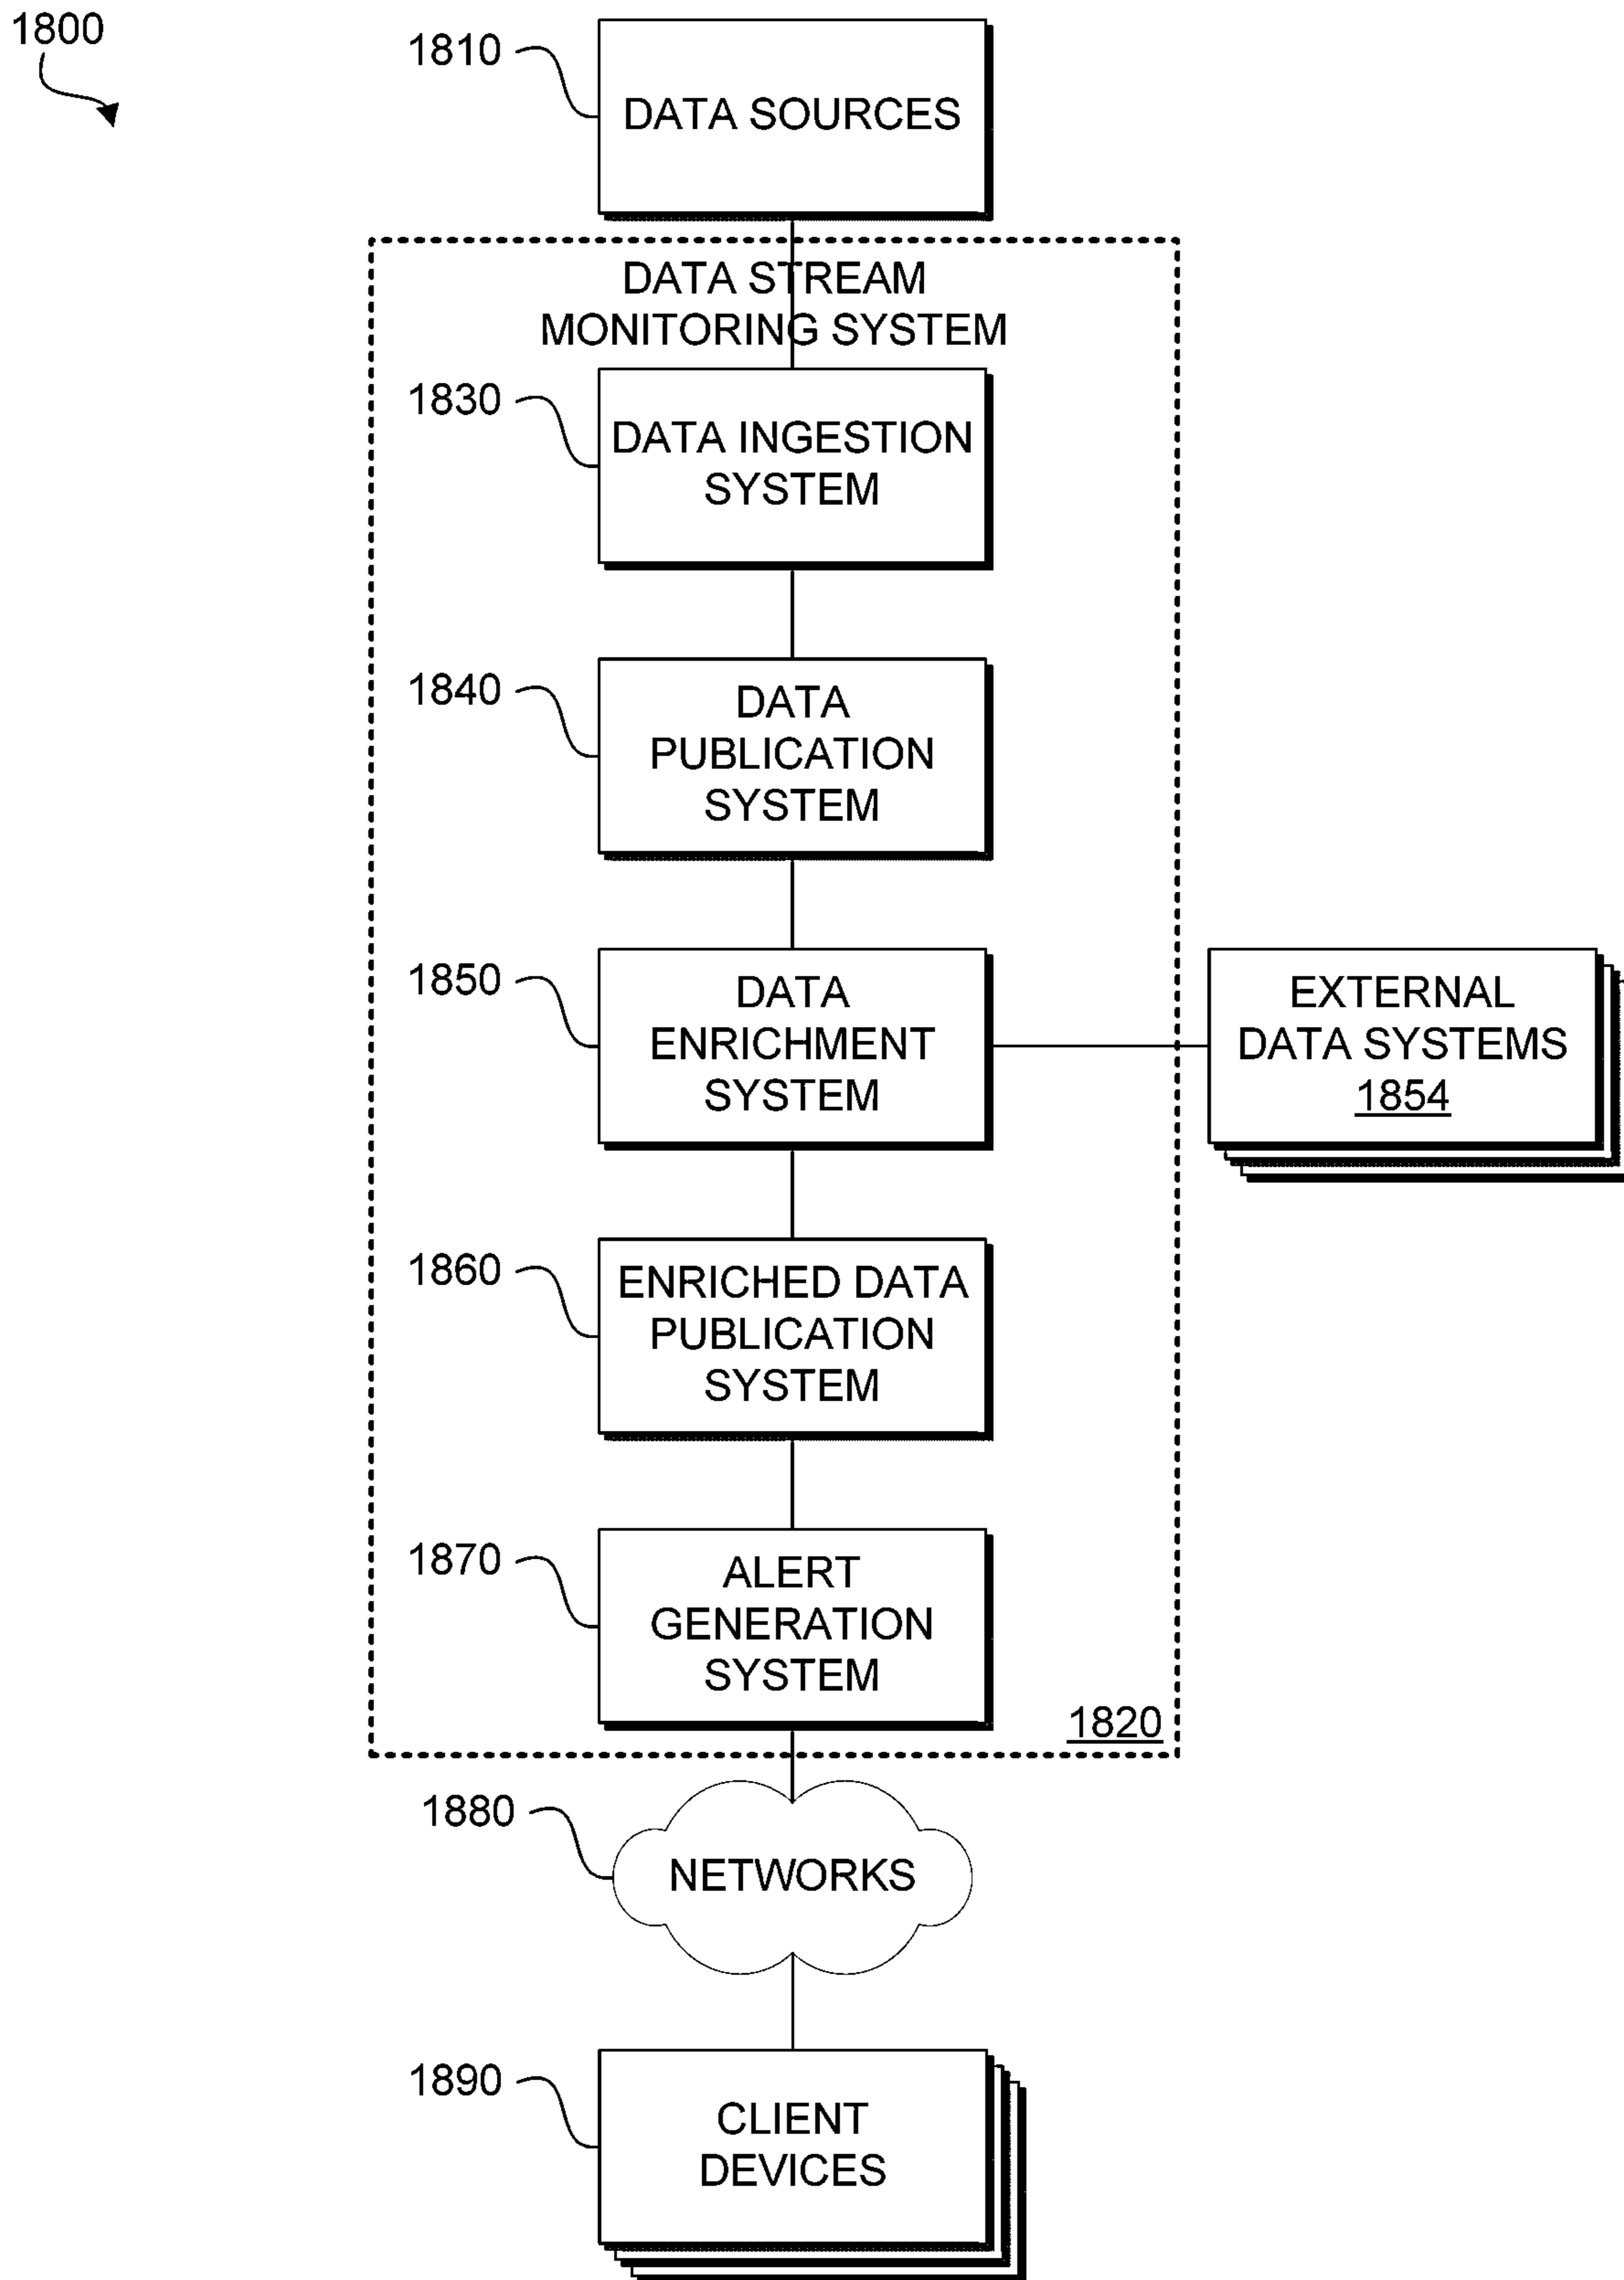 1800
1810
DATA SOURCES
DATA STREAM
MONITORING SYSTEM
1830
DATA INGESTION
SYSTEM
1840
DATA
PUBLICATION
SYSTEM
1850
DATA
ENRICHMENT
SYSTEM
EXTERNAL
DATA SYSTEMS
1854
1860
ENRICHED DATA
PUBLICATION
SYSTEM
1870
ALERT
GENERATION
SYSTEM
1820
1880
NETWORKS
1890
CLIENT
DEVICES